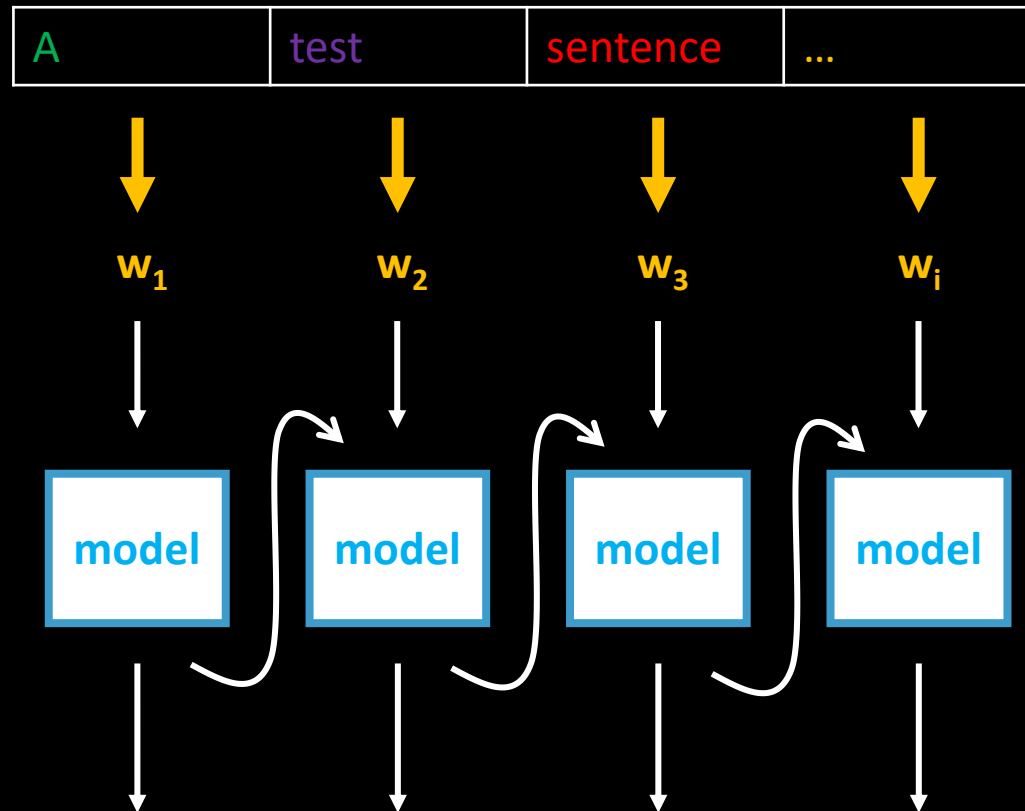 A test sentence ...
w₁ w₂ w₃ wᵢ
model model model model